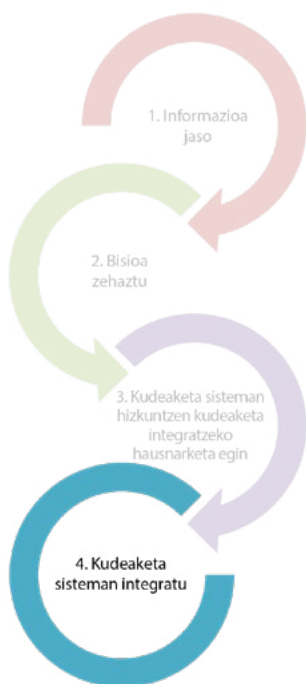 1. Informazioa
jaso
2. Bisioa
zehaztu
3. Kudeaketa sisteman
hizkuntzen kudeaketa
integratzeko
hausnarketa egin
4. Kudeaketa
sisteman integratu